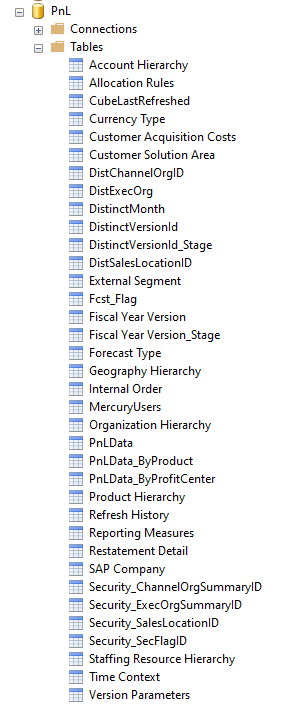 PnL
Connections
Tables
Account Hierarchy
Allocation Rules
CubeLastRefreshed
Currency Type
Customer Acquisition Costs
Customer Solution Area
DistChannelOrgID
DistExecOrg
DistinctMonth
DistinctVersionId
DistinctVersionId_Stage
DistSalesLocationID
External Segment
Fcst_Flag
Fiscal Year Version
Fiscal Year Version_Stage
Forecast Type
Geography Hierarchy
Internal Order
MercuryUsers
Organization Hierarchy
PnLData
PnLData_ByProduct
PnLData_ByProfitCenter
Product Hierarchy
Refresh History
Reporting Measures
Restatement Detail
SAP Company
Security_ChannelOrgSummaryID
Security_ExecOrgSummaryID
Security_SalesLocationID
Security_SecFlagID
Staffing Resource Hierarchy
Time Context
Version Parameters